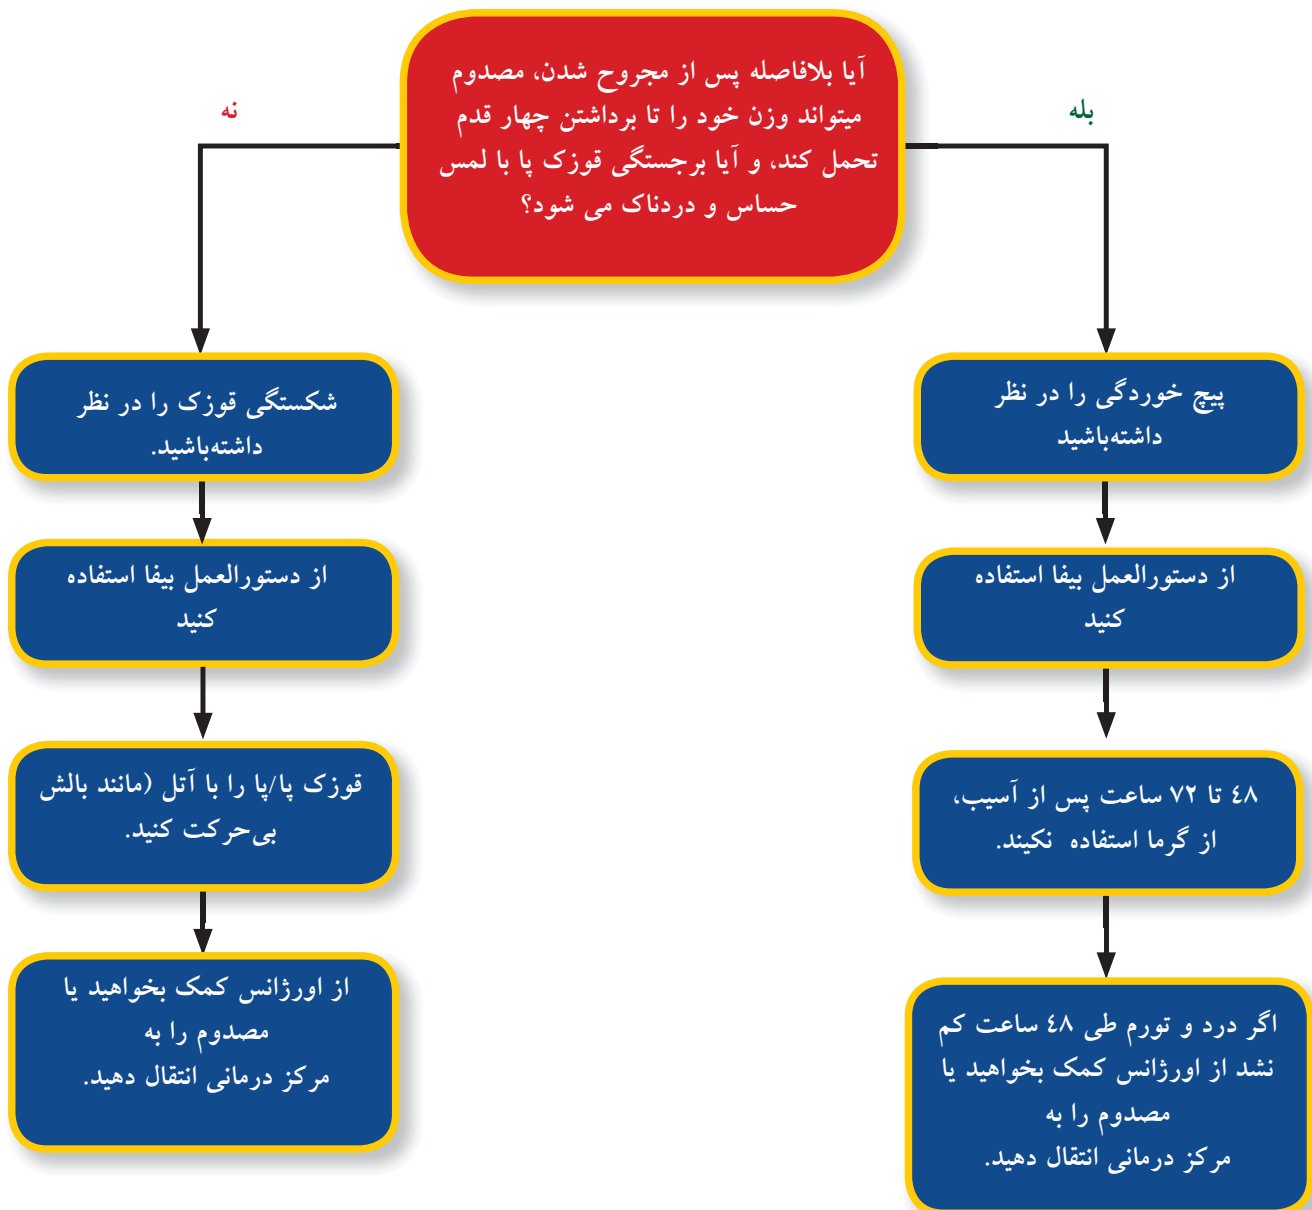 آیا بلافاصله پس از مجروح شدن، مصدوم
میتواند وزن خود را تا برداشتن چهار قدم
تحمل کند، و آیا برجستگی قوزک پا با لمس
حساس و دردناک می شود؟
بله
نه
پیچ خوردگی را در نظر
داشته‌باشید
از دستورالعمل بیفا استفاده
کنید
٤٨ تا ٧٢ ساعت پس از آسیب،
از گرما استفاده نکیند.
اگر درد و تورم طی ٤٨ ساعت کم
نشد از اورژانس کمک بخواهید یا
مصدوم را به
مرکز درمانی انتقال دهید.
شکستگی قوزک را در نظر
داشته‌باشید.
از دستورالعمل بیفا استفاده
کنید
قوزک پا/پا را با آتل (مانند بالش
بی‌حرکت کنید.
از اورژانس کمک بخواهید یا
مصدوم را به
مرکز درمانی انتقال دهید.